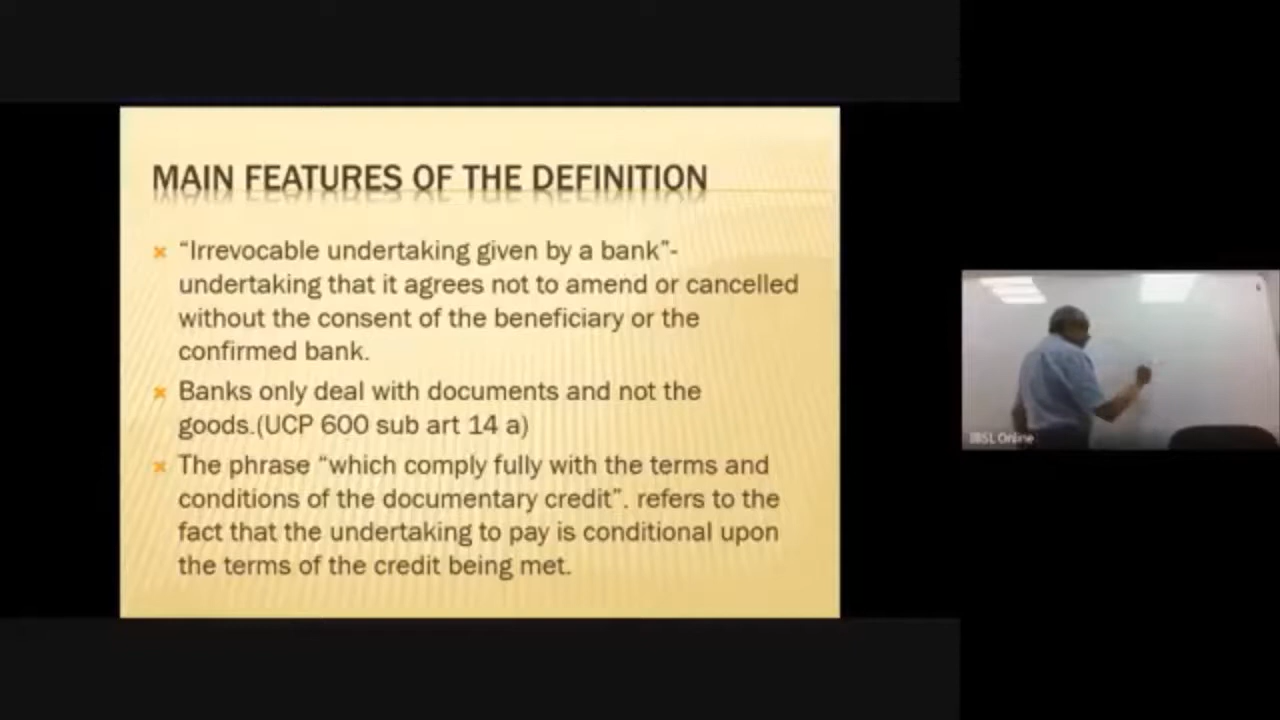 MAIN FEATURES OF THE DEFINITION
“Irrevocable undertaking given by a bank”-
undertaking that it agrees not to amend or cancelled
without the consent of the beneficiary or the
confirmed bank.
Banks only deal with documents and not the
goods.(UCP 600 sub art 14 a)
The phrase “which comply fully with the terms and
conditions of the documentary credit”. refers to the
fact that the undertaking to pay is conditional upon
the terms of the credit being met.
IBSL Online